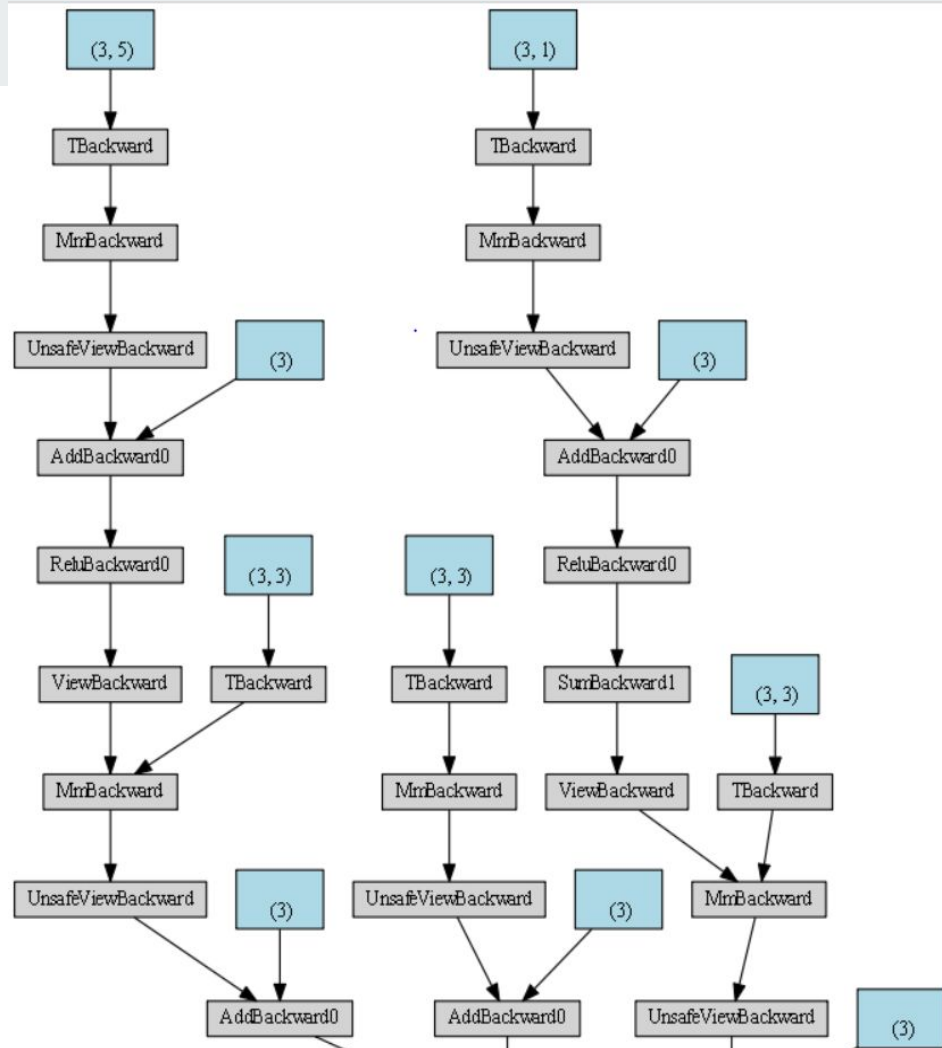 (3, 5)
(3, 1)
TBackward
TBackward
MmBackward
MmBackward
UnsafeViewBackward
(3)
UnsafeViewBackward
(3)
AddBackward0
AddBackward0
ReluBackward0
(3, 3)
(3, 3)
ReluBackward0
ViewBackward
TBackward
TBackward
SumBackward1
(3, 3)
MmBackward
MmBackward
ViewBackward
TBackward
UnsafeViewBackward
(3)
UnsafeViewBackward
(3)
MmBackward
AddBackward0
AddBackward0
UnsafeViewBackward
(3)